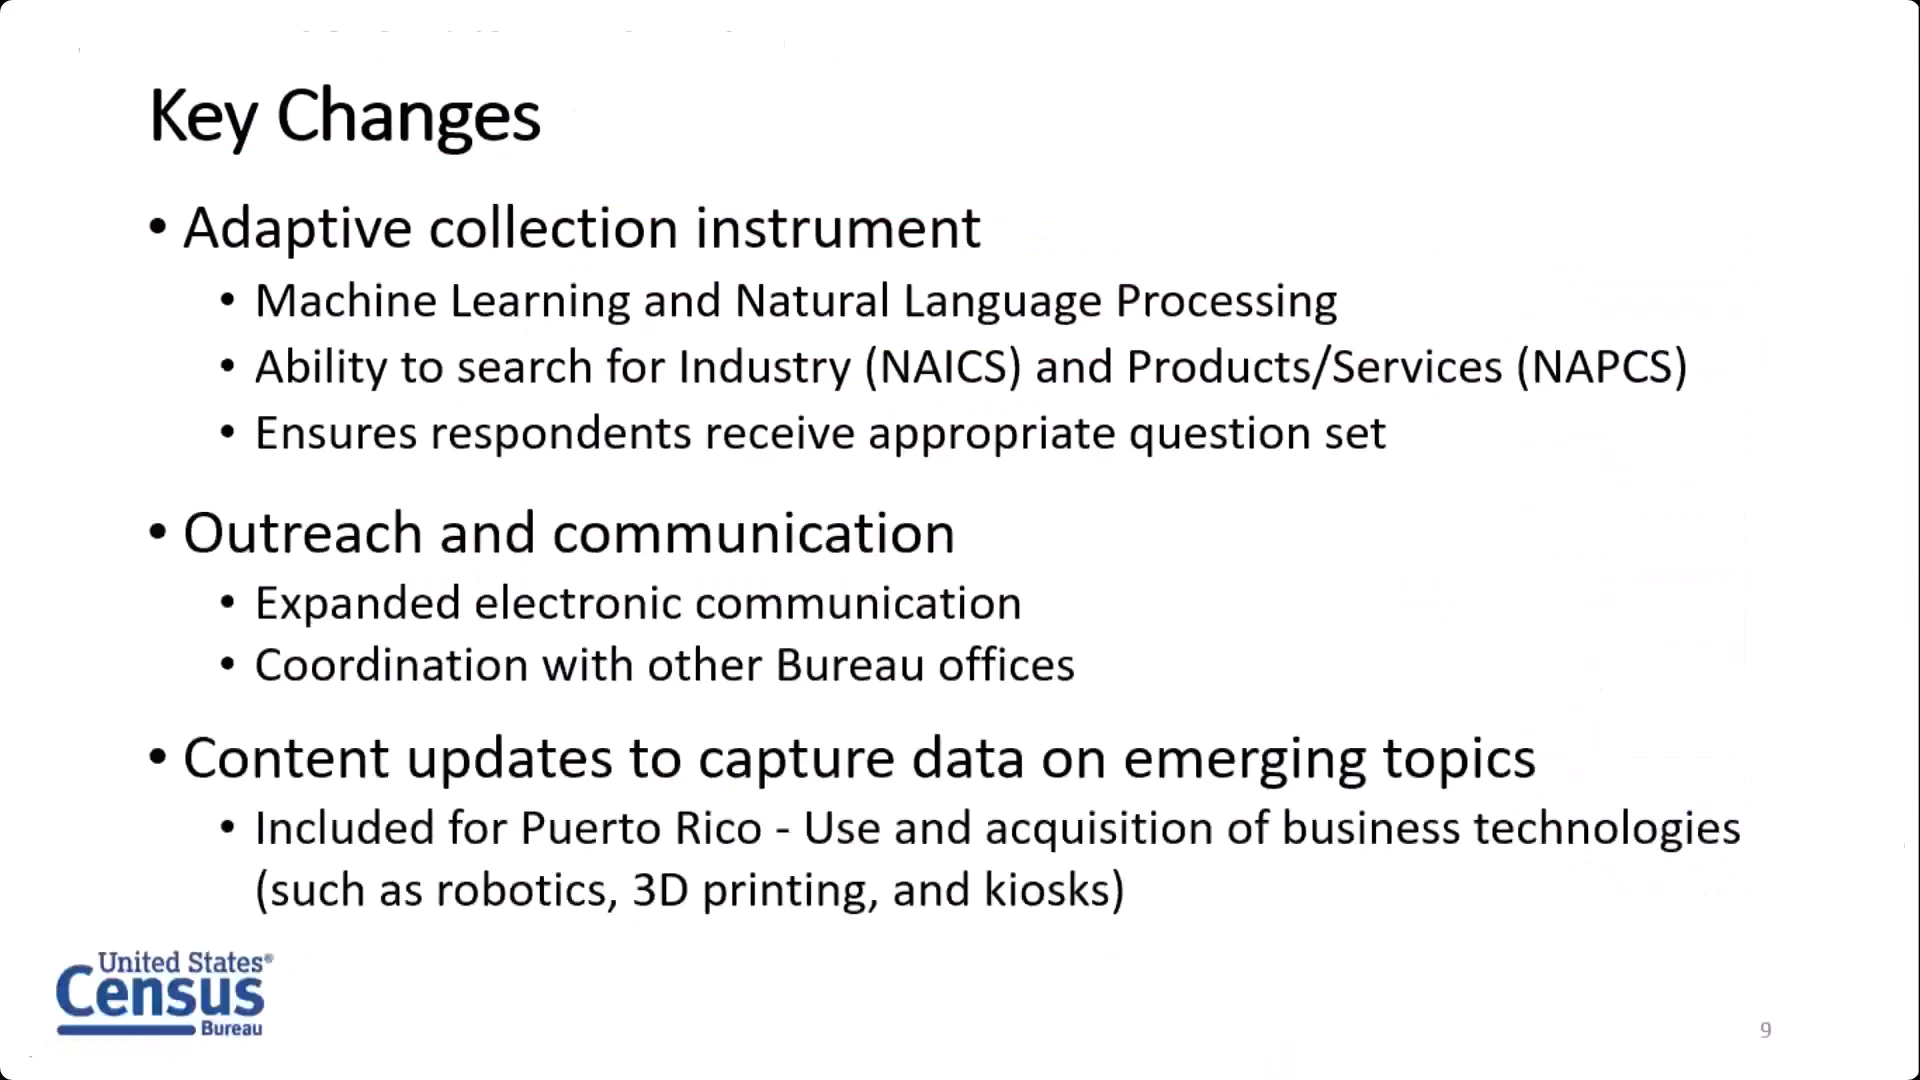 Key Changes
• Adaptive collection instrument
• Machine Learning and Natural Language Processing
• Ability to search for Industry (NAICS) and Products/Services (NAPCS)
• Ensures respondents receive appropriate question set
• Outreach and communication
• Expanded electronic communication
• Coordination with other Bureau offices
• Content updates to capture data on emerging topics
• Included for Puerto Rico - Use and acquisition of business technologies
(such as robotics, 3D printing, and kiosks)
United States®
Census
Bureau
9